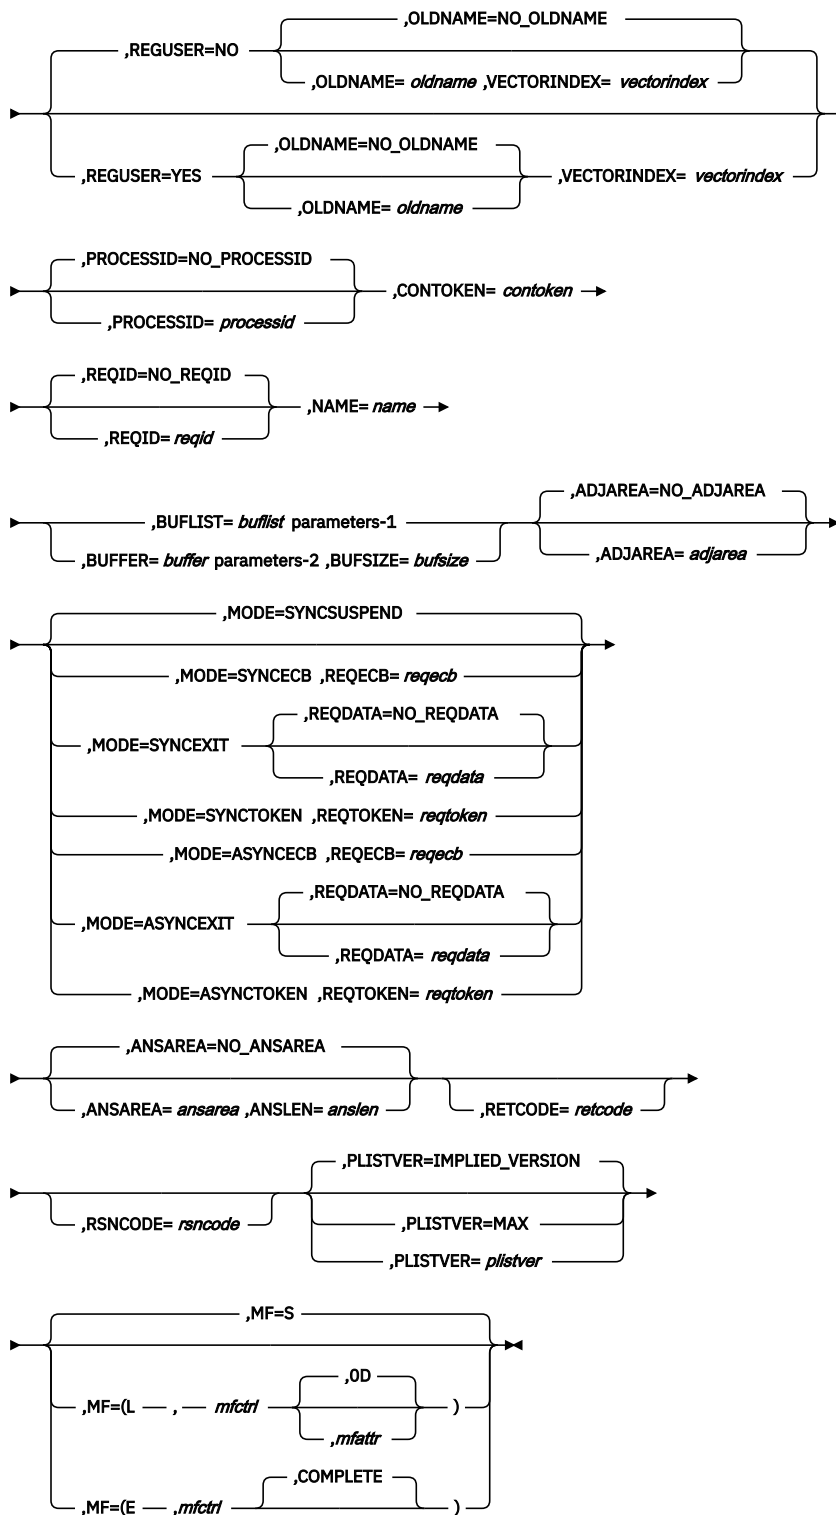 ,OLDNAME=NO_OLDNAME
,REGUSER=NO
,OLDNAME= oldname ,VECTORINDEX= vectorindex
,OLDNAME=NO_OLDNAME
,REGUSER=YES ,VECTORINDEX= vectorindex
,OLDNAME= oldname
,PROCESSID=NO_PROCESSID
,CONTOKEN= contoken
,PROCESSID= processid
,REQID=NO_REQID
,NAME= name
,REQID= reqid
,ADJAREA=NO_ADJAREA
,BUFLIST= buflist parameters-1
,BUFFER= buffer parameters-2 ,BUFSIZE= bufsize ,ADJAREA= adjarea
,MODE=SYNCSUSPEND
,MODE=SYNCECB ,REQECB= reqecb
,REQDATA=NO_REQDATA
,MODE=SYNCEXIT
,REQDATA= reqdata
,MODE=SYNCTOKEN ,REQTOKEN= reqtoken
,MODE=ASYNCECB ,REQECB= reqecb
,REQDATA=NO_REQDATA
,MODE=ASYNCEXIT
,REQDATA= reqdata
,MODE=ASYNCTOKEN ,REQTOKEN= reqtoken
,ANSAREA=NO_ANSAREA
,ANSAREA= ansarea ,ANSLEN= anslen ,RETCODE= retcode
,PLISTVER=IMPLIED_VERSION
,RSNCODE= rsncode ,PLISTVER=MAX
,PLISTVER= plistver
,MF=S
,0D
,MF=(L , mfctrl )
,mfattr
,COMPLETE
,MF=(E ,mfctrl )